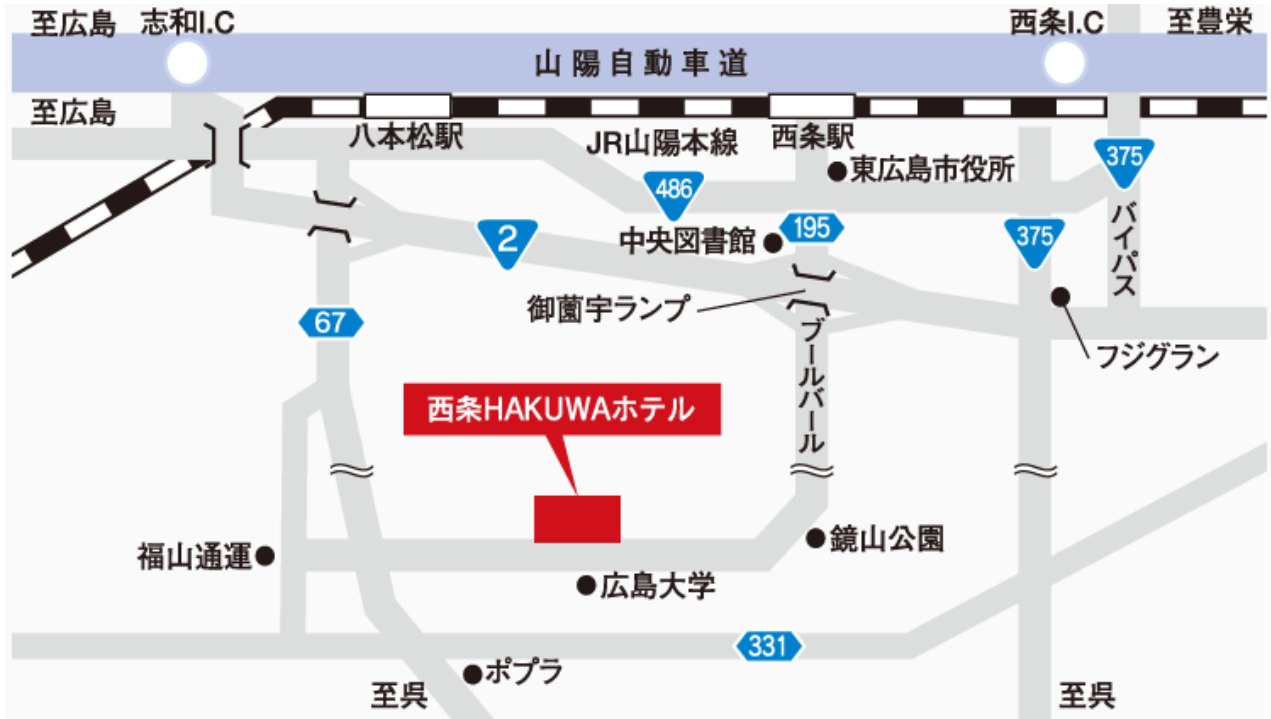 至広島
志和I.C
西条I.C
至豊栄
山陽自動車道
至広島
八本松駅
JR山陽本線
西条駅
東広島市役所
375
486
195
中央図書館
2
375
バイパス
御薗宇ランプ
67
ブールバール
フジグラン
西条HAKUWAホテル
福山通運
鏡山公園
広島大学
331
ポプラ
至呉
至呉